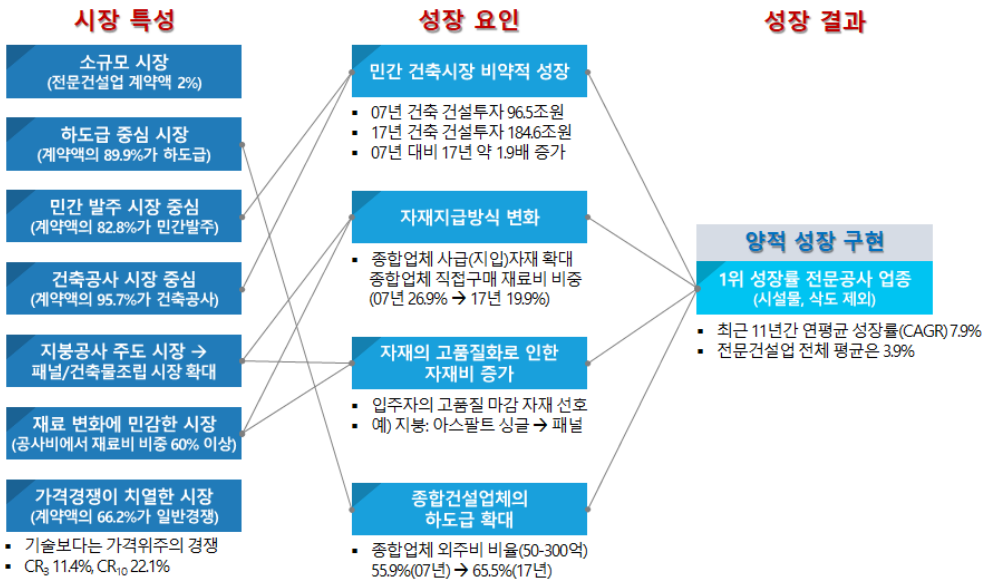 시장 특성
소규모 시장
(전문건설업 계약액 2%)
하도급 중심 시장
(계약액의 89.9%가 하도급)
민간 발주 시장 중심
(계약액의 82.8%가 민간발주)
건축공사 시장 중심
(계약액의 95.7%가 건축공사)
지붕공사 주도 시장 →
패널/건축물조립 시장 확대
재료 변화에 민감한 시장
(공사비에서 재료비 비중 60% 이상)
가격경쟁이 치열한 시장
(계약액의 66.2%가 일반경쟁)
▪ 기술보다는 가격위주의 경쟁
▪ CR₃ 11.4%, CR₁₀ 22.1%
성장 요인
민간 건축시장 비약적 성장
▪ 07년 건축 건설투자 96.5조원
▪ 17년 건축 건설투자 184.6조원
▪ 07년 대비 17년 약 1.9배 증가
자재지급방식 변화
▪ 종합업체 사급(지입)자재 확대
종합업체 직접구매 재료비 비중
(07년 26.9% → 17년 19.9%)
자재의 고품질화로 인한
자재비 증가
▪ 입주자의 고품질 마감 자재 선호
▪ 예) 지붕: 아스팔트 싱글 → 패널
종합건설업체의
하도급 확대
▪ 종합업체 외주비 비율(50-300억)
55.9%(07년) → 65.5%(17년)
성장 결과
양적 성장 구현
1위 성장률 전문공사 업종
(시설물, 삭도 제외)
▪ 최근 11년간 연평균 성장률(CAGR) 7.9%
▪ 전문건설업 전체 평균은 3.9%